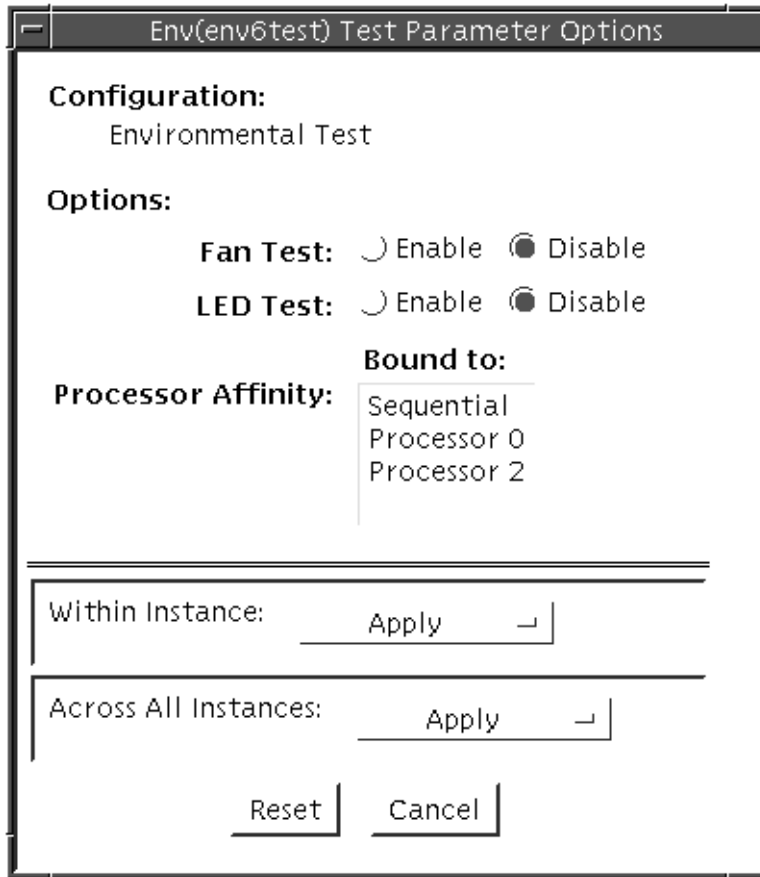 Env(env6test) Test Parameter Options
Configuration:
Environmental Test
Options:
Fan Test: Enable Disable
LED Test: Enable Disable
Bound to:
Processor Affinity:
Sequential
Processor 0
Processor 2
Within Instance: Apply
Across All Instances: Apply
Reset Cancel